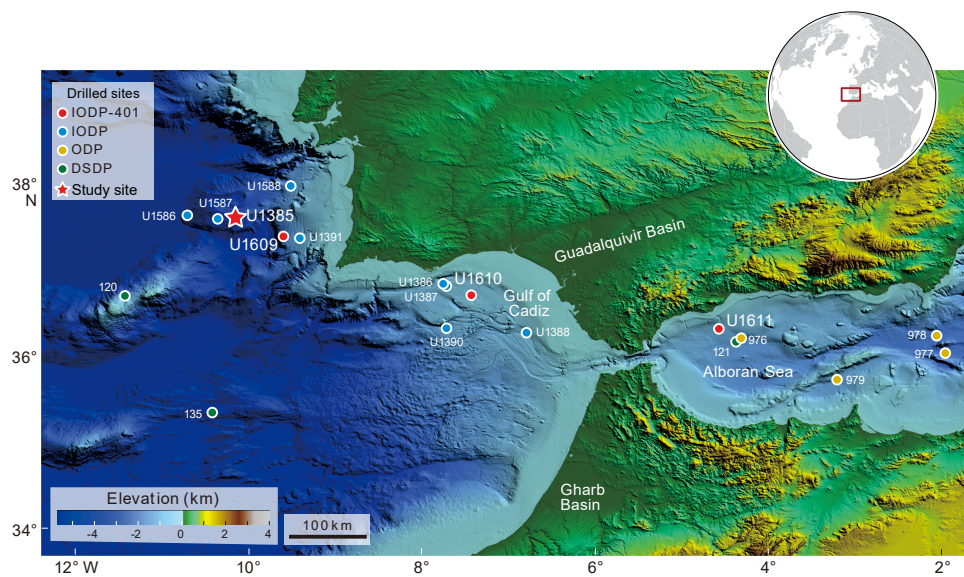 Drilled sites
IODP-401
IODP
ODP
DSDP
Study site
38°
N
36°
34°
U1588
U1587
U1586
U1385
U1609
U1391
120
135
Guadalquivir Basin
U1386
U1610
U1387
Gulf of
Cadiz
U1390
U1388
U1611
976
121
978
977
Alboran Sea
979
Gharb
Basin
Elevation (km)
-4 -2 0 2 4
100 km
12° W 10° 8° 6° 4° 2°